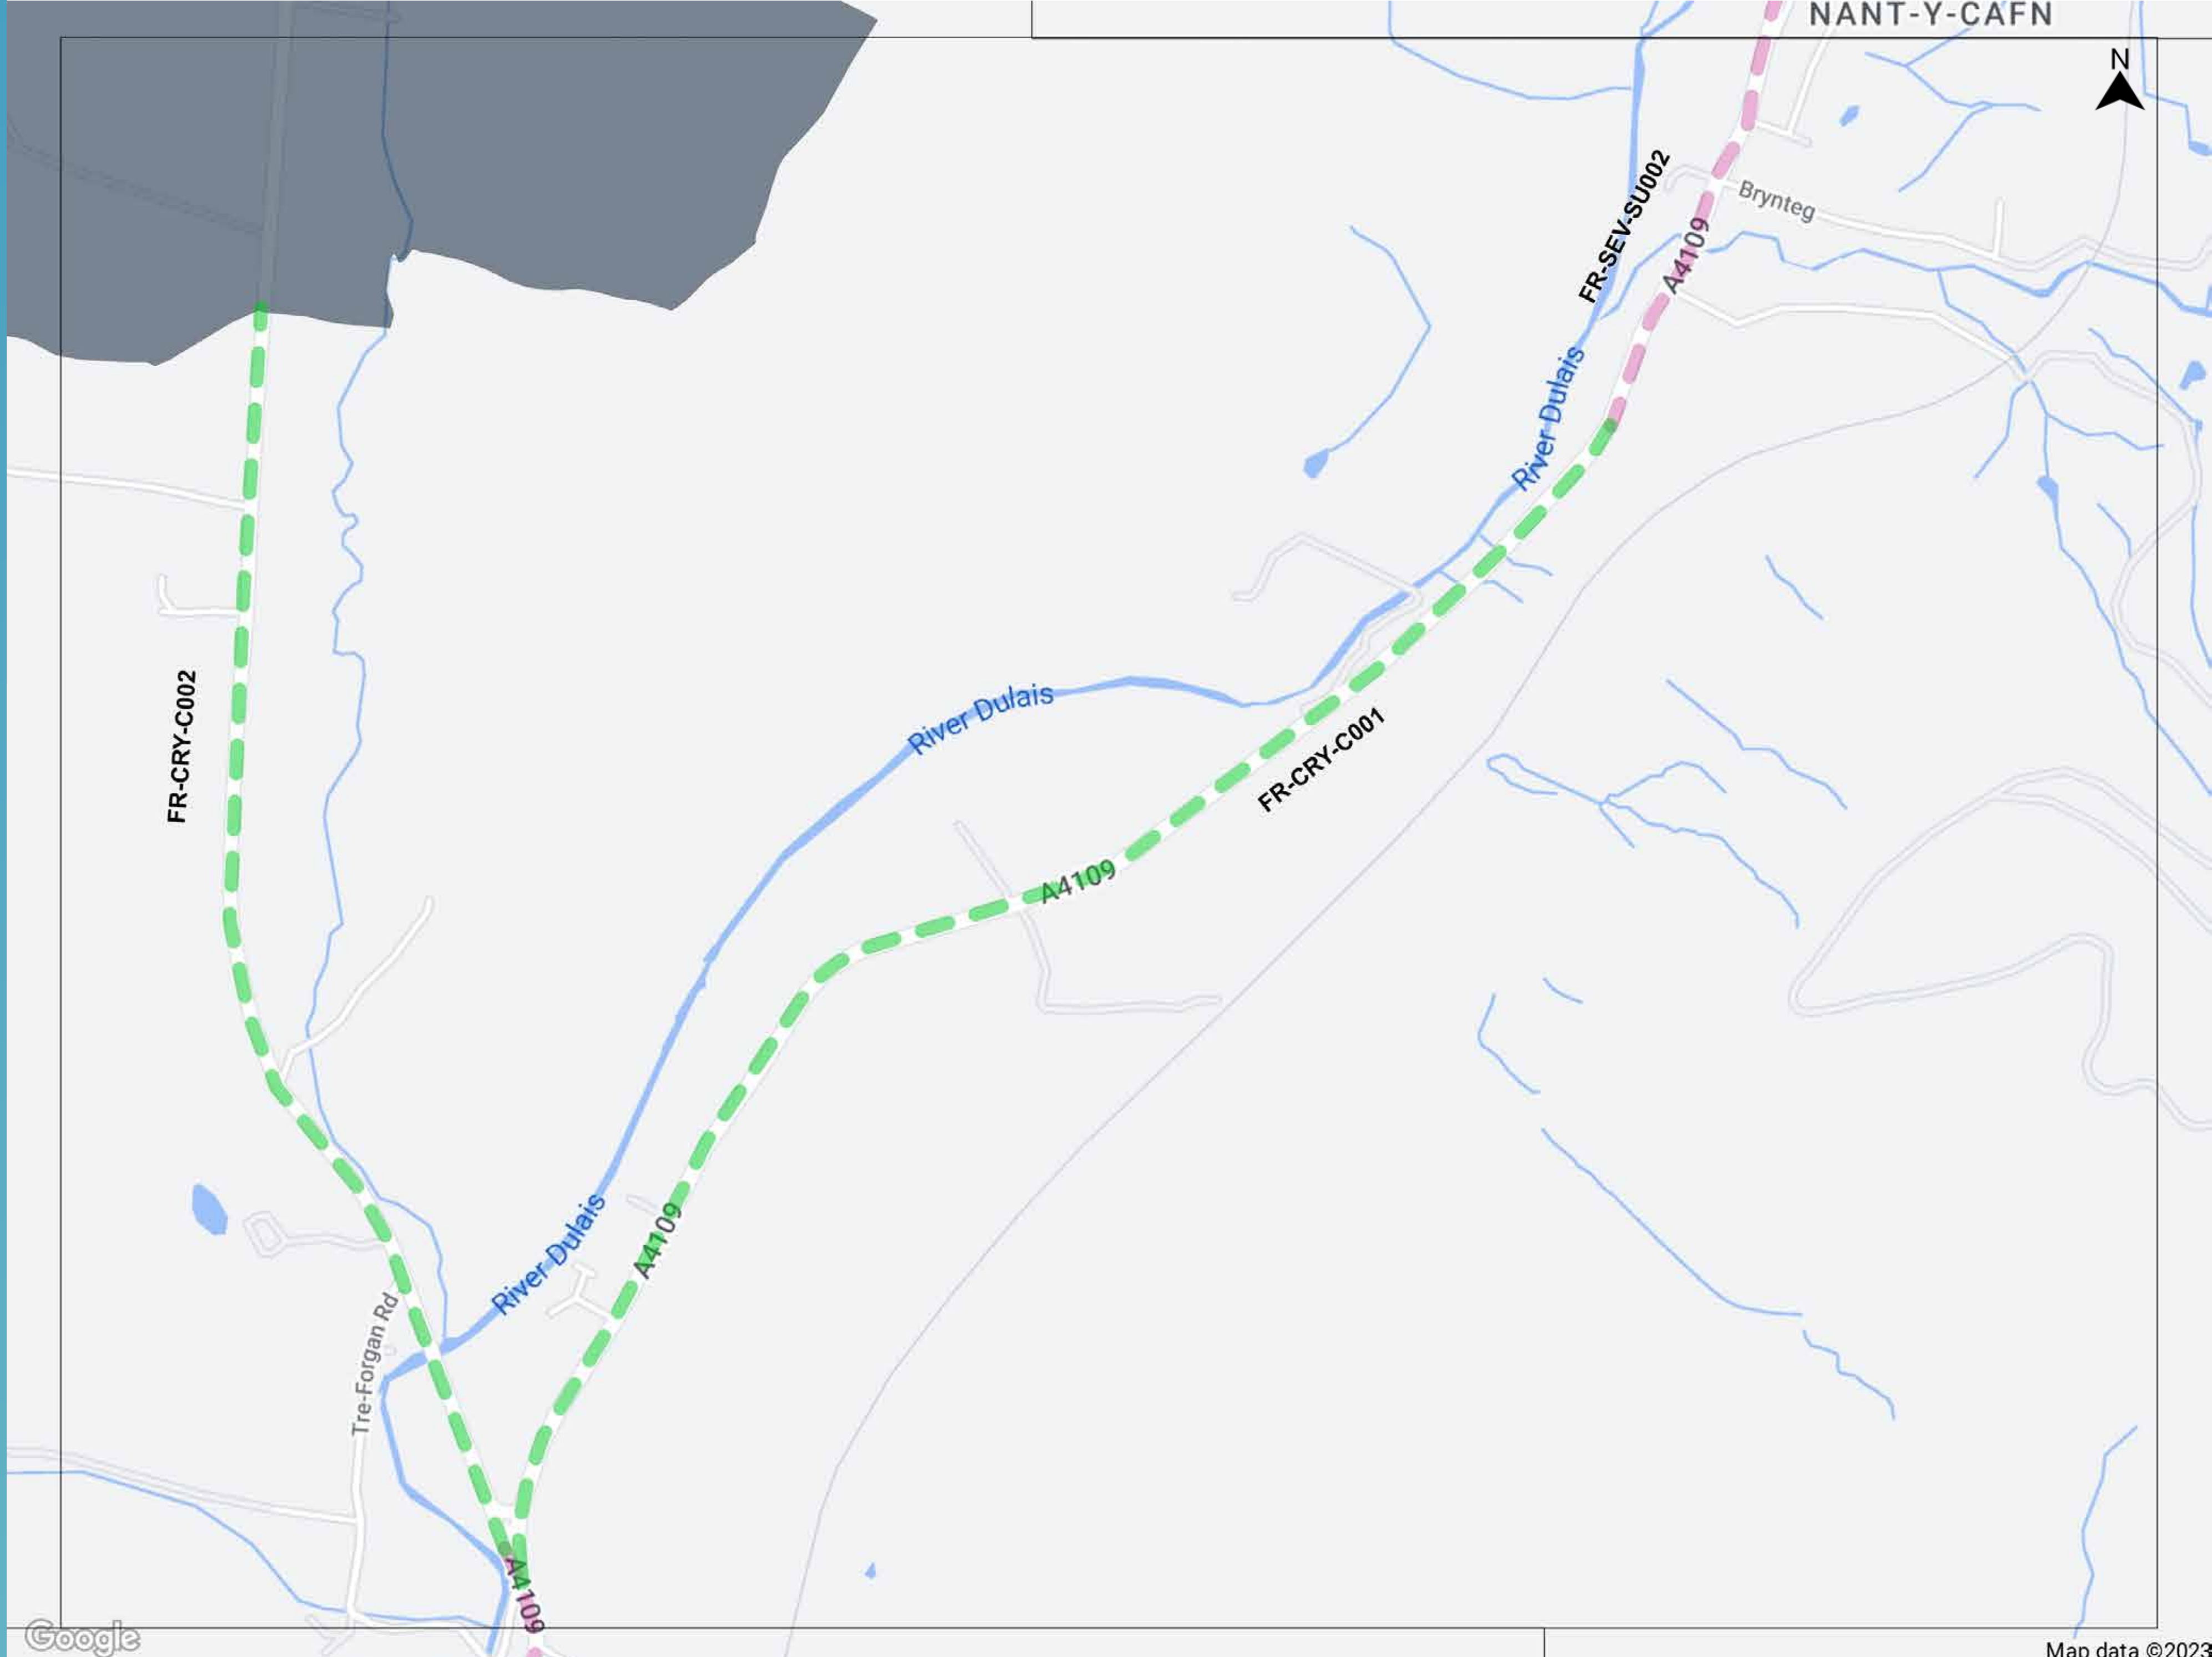 NANT-Y-CAFN
N
Brynteg
FR-SEV-SU002
A4109
River Dulais
FR-CRY-C002
River Dulais
FR-CRY-C001
A4109
River Dulais
A4109
Tre-Forgan Rd
A4109
Google
Map data ©2023